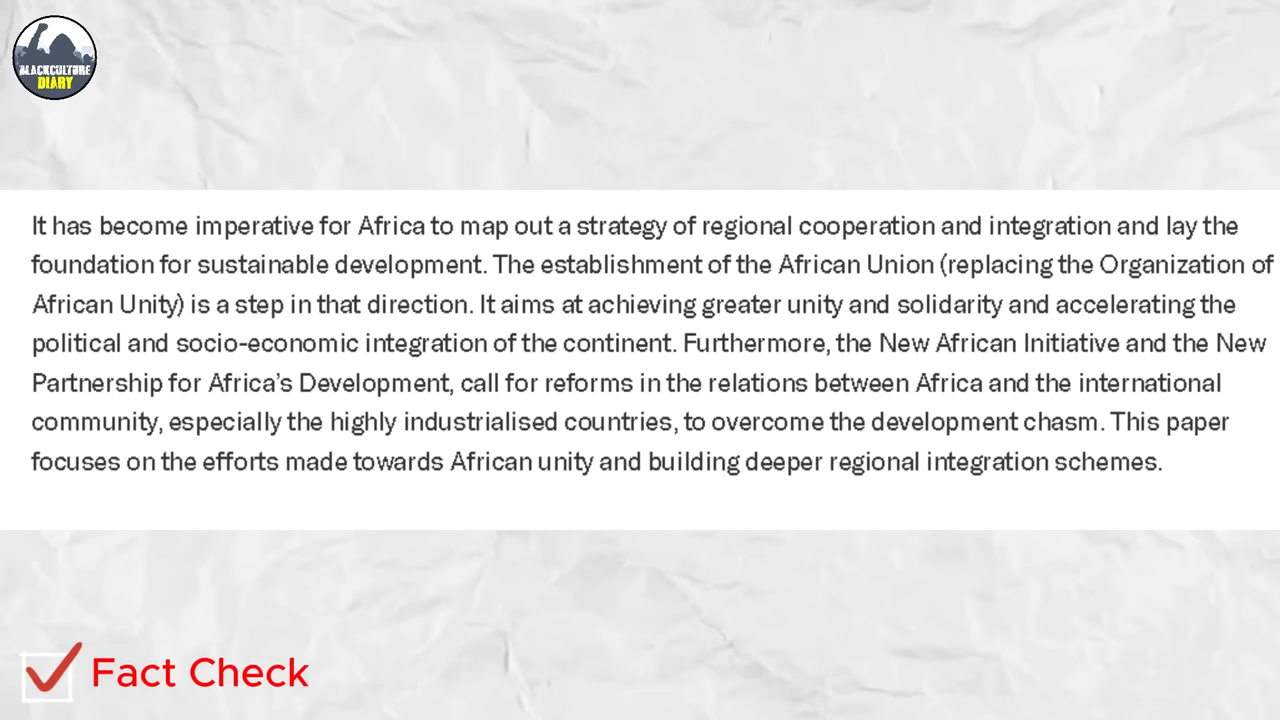 BLACKCULTURE
DIARY
It has become imperative for Africa to map out a strategy of regional cooperation and integration and lay the
foundation for sustainable development. The establishment of the African Union (replacing the Organization of
African Unity) is a step in that direction. It aims at achieving greater unity and solidarity and accelerating the
political and socio-economic integration of the continent. Furthermore, the New African Initiative and the New
Partnership for Africa’s Development, call for reforms in the relations between Africa and the international
community, especially the highly industrialised countries, to overcome the development chasm. This paper
focuses on the efforts made towards African unity and building deeper regional integration schemes.
Fact Check